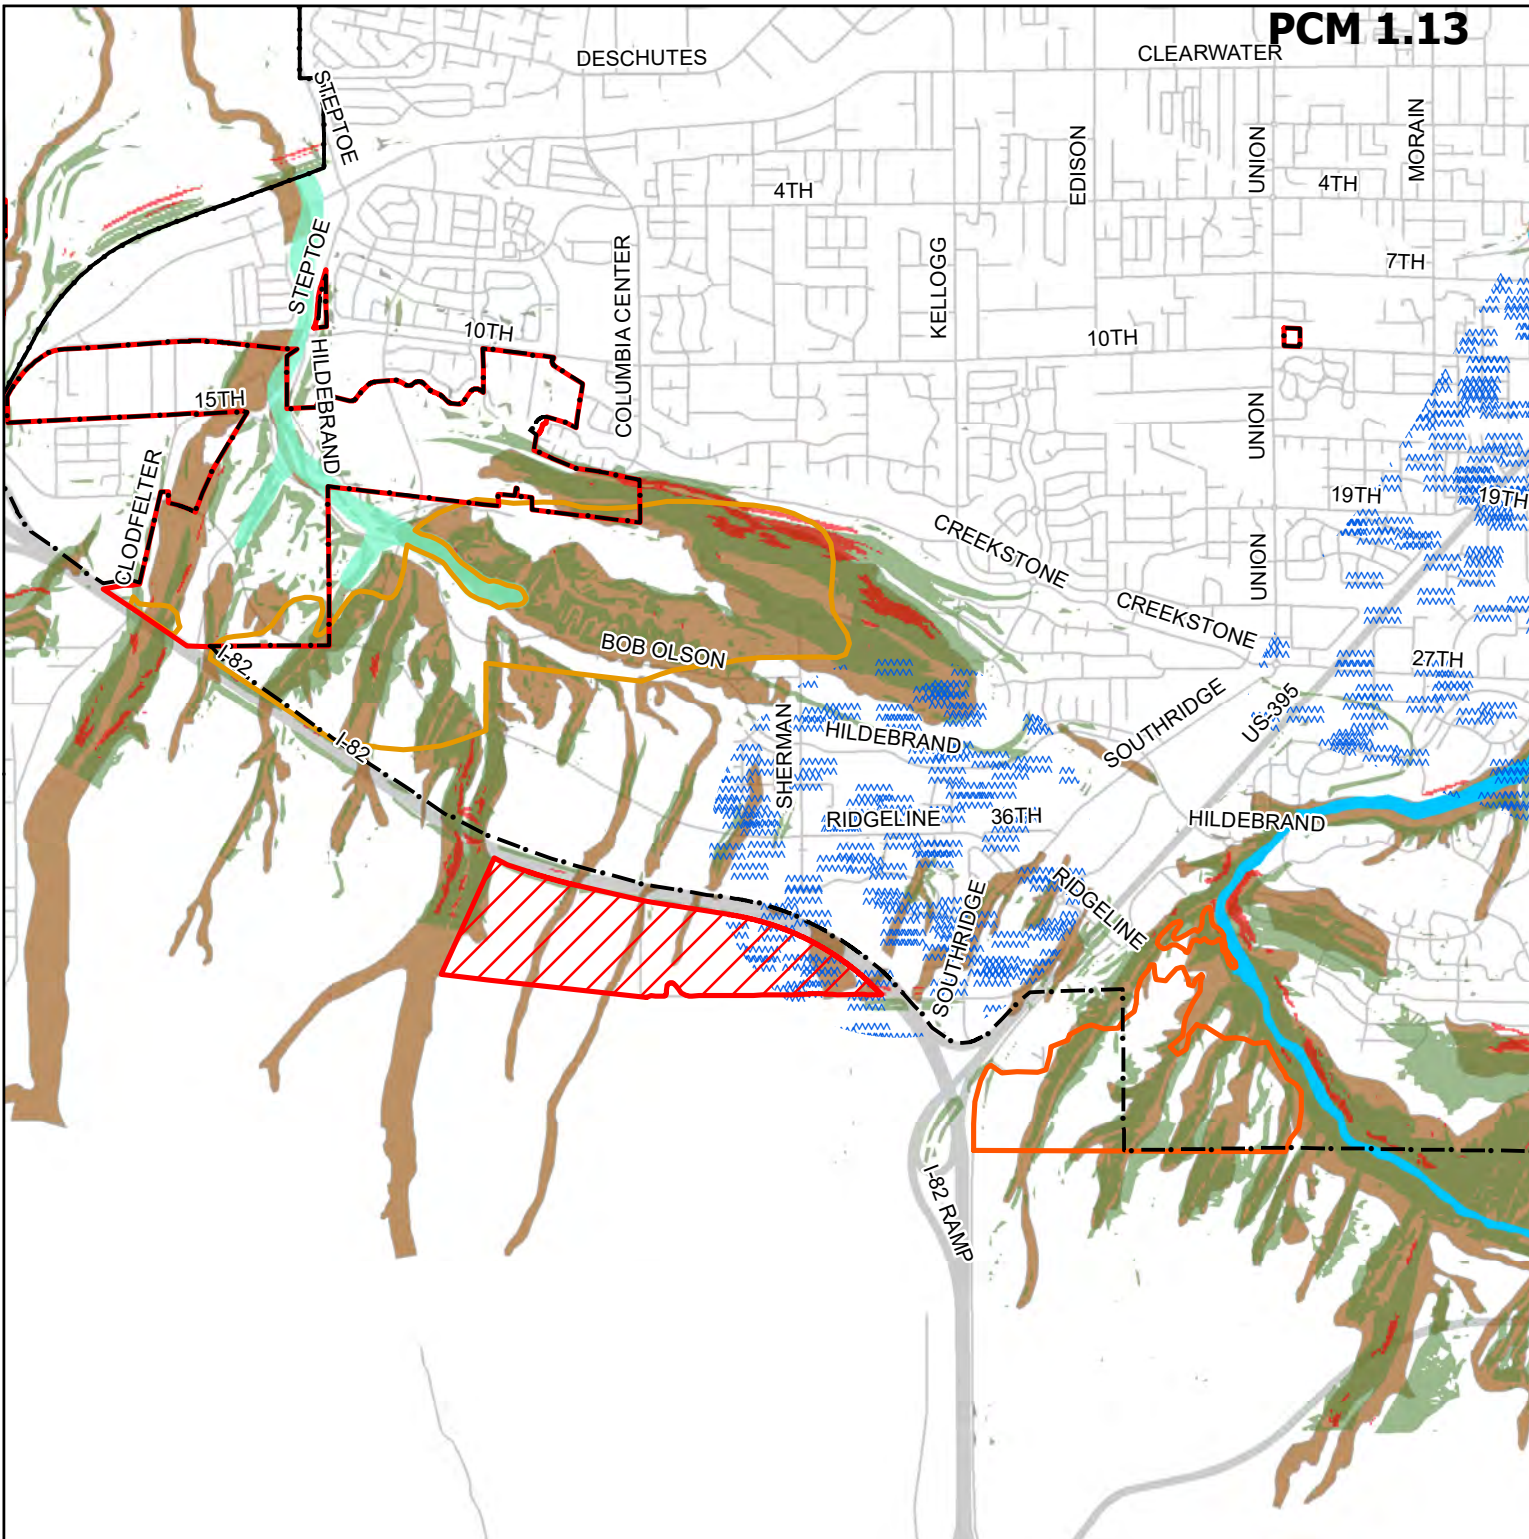 PCM 1.13
DESCHUTES
CLEARWATER
STEPTOE
EDISON
UNION
MORAIN
4TH
4TH
STEPTOE
COLUMBIA CENTER
KELLOGG
7TH
10TH
10TH
HILDEBRAND
15TH
UNION
CLODFELTER
19TH
19TH
CREEKSTONE
UNION
CREEKSTONE
BOB OLSON
27TH
I-82
SOUTHRIDGE
US-395
SHERMAN
HILDEBRAND
I-82
RIDGELINE
36TH
HILDEBRAND
RIDGELINE
SOUTHRIDGE
I-82 RAMP